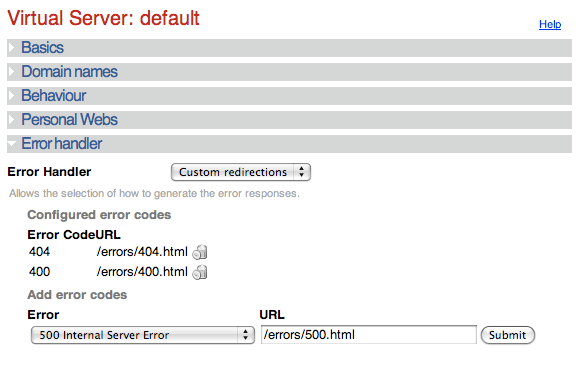 Virtual Server: default
Help
Basics
Domain names
Behaviour
Personal Webs
Error handler
Error Handler Custom redirections
Allows the selection of how to generate the error responses.
Configured error codes
Error CodeURL
404 /errors/404.html
400 /errors/400.html
Add error codes
Error URL
500 Internal Server Error /errors/500.html Submit